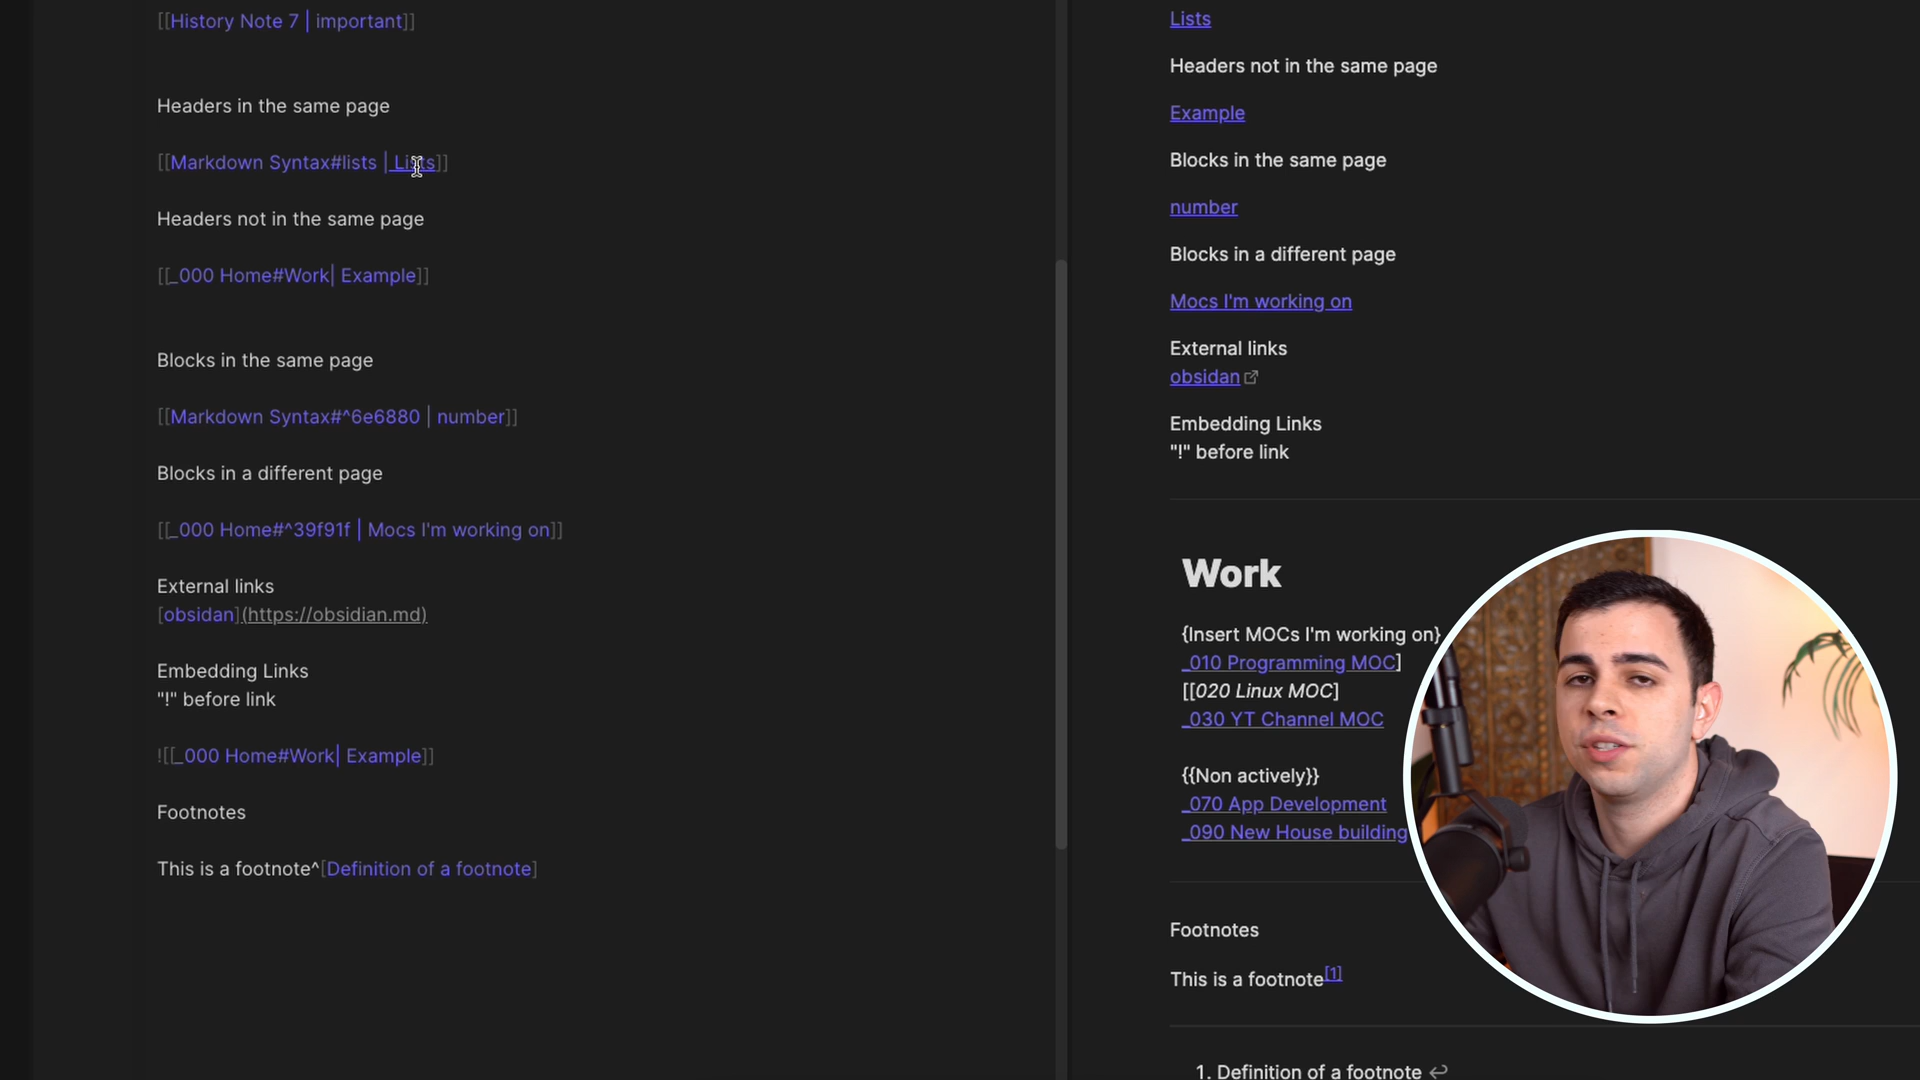 [[History Note 7 | important]]
Headers in the same page
[[Markdown Syntax#lists | Lists]]
Headers not in the same page
[[_000 Home#Work| Example]]
Blocks in the same page
[[Markdown Syntax#^6e6880 | number]]
Blocks in a different page
[[_000 Home#^39f91f | Mocs I'm working on]]
External links
[obsidan](https://obsidian.md)
Embedding Links
"!" before link
![[_000 Home#Work| Example]]
Footnotes
This is a footnote^[Definition of a footnote]
Lists
Headers not in the same page
Example
Blocks in the same page
number
Blocks in a different page
Mocs I'm working on
External links
obsidan
Embedding Links
"!" before link
Work
{Insert MOCs I'm working on}
_010 Programming MOC]
[[020 Linux MOC]
_030 YT Channel MOC
{{Non actively}}
_070 App Development
_090 New House building
Footnotes
This is a footnote[1]
1. Definition of a footnote ↩